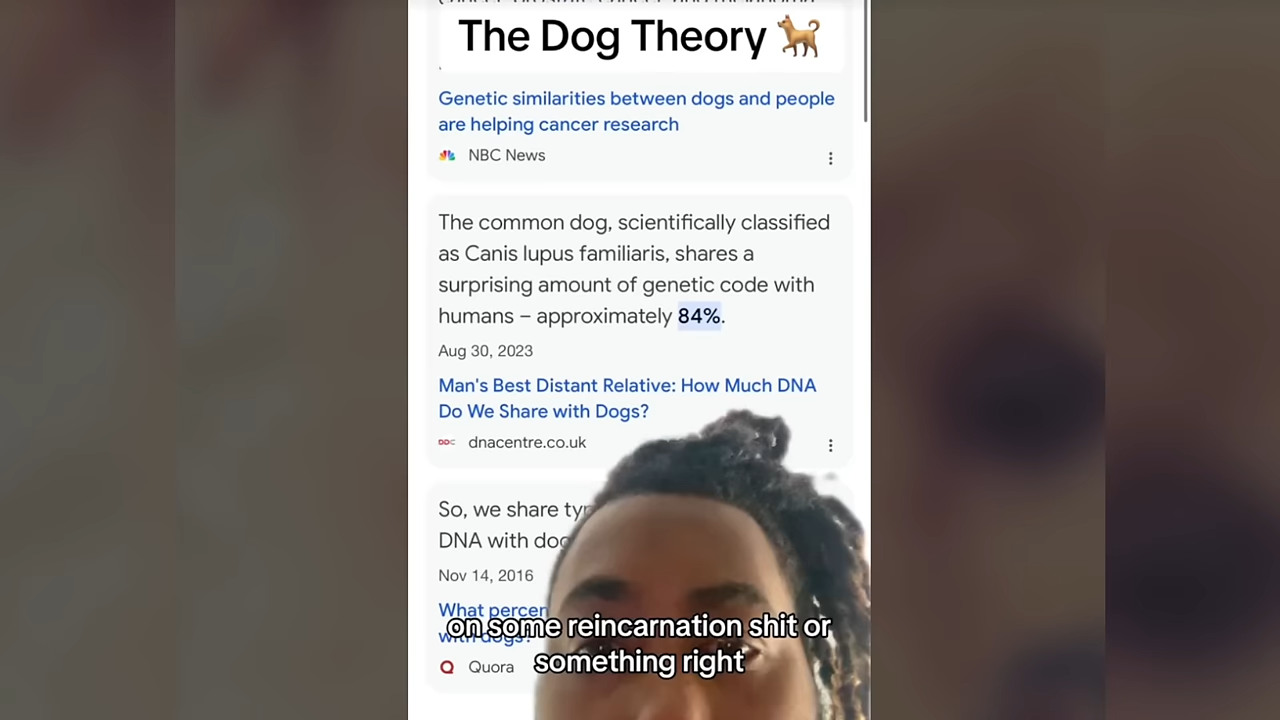 The Dog Theory 🐕
Genetic similarities between dogs and people
are helping cancer research
NBC News
The common dog, scientifically classified
as Canis lupus familiaris, shares a
surprising amount of genetic code with
humans – approximately 84%.
Aug 30, 2023
Man's Best Distant Relative: How Much DNA
Do We Share with Dogs?
DDC dnacentre.co.uk
So, we share
DNA with
Nov 14, 2016
What
with dogs?
Quora
on some reincarnation shit or
something right